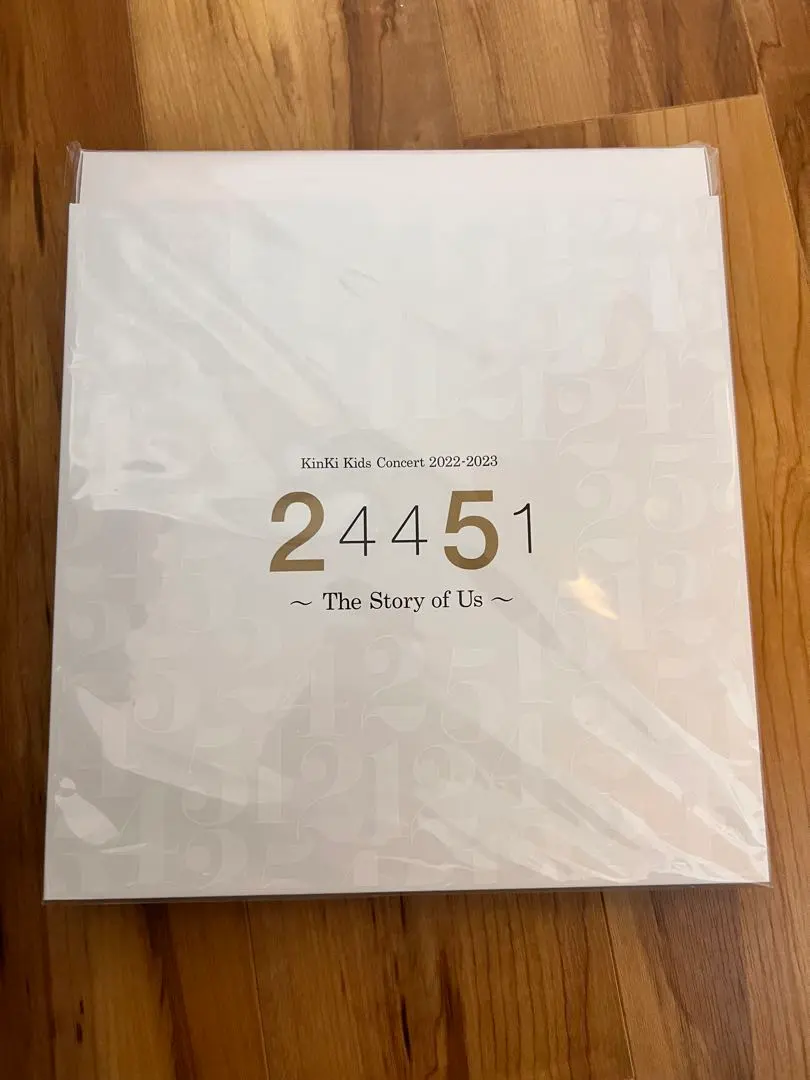 KinKi Kids Concert 2022-2023
24451
～ The Story of Us ～